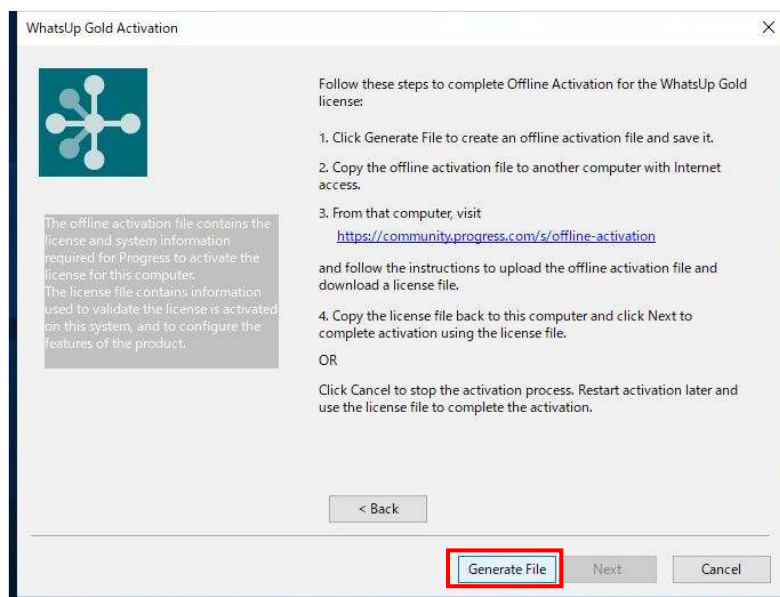 WhatsUp Gold Activation
Follow these steps to complete Offline Activation for the WhatsUp Gold
license:
1. Click Generate File to create an offline activation file and save it.
2. Copy the offline activation file to another computer with Internet
access.
3. From that computer, visit
https://community.progress.com/s/offline-activation
and follow the instructions to upload the offline activation file and
download a license file.
4. Copy the license file back to this computer and click Next to
complete activation using the license file.
OR
Click Cancel to stop the activation process. Restart activation later and
use the license file to complete the activation.
The offline activation file contains the
license and system information
required for Progress to activate the
license for this computer.
The license file contains information
used to validate the license is activated
on this system, and to configure the
features of the product.
< Back
Generate File
Next
Cancel